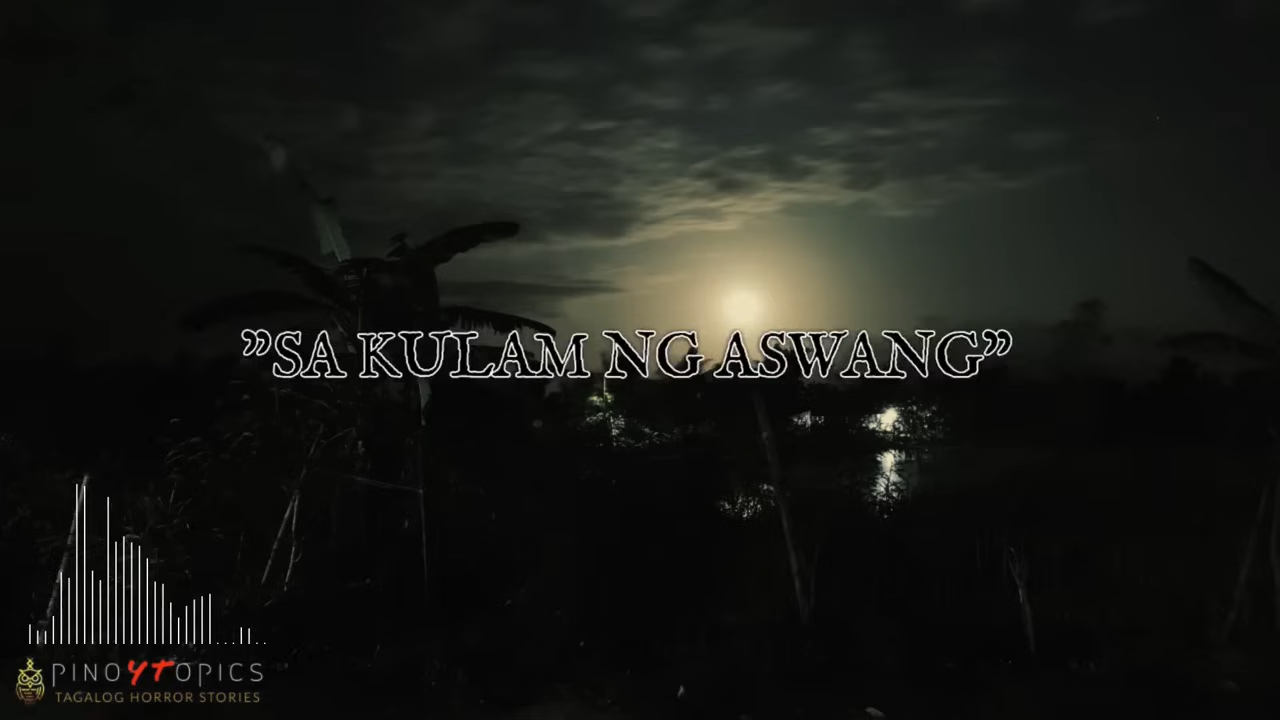 ”SA KULAM NG ASWANG”
PINOYTOPICS
TAGALOG HORROR STORIES